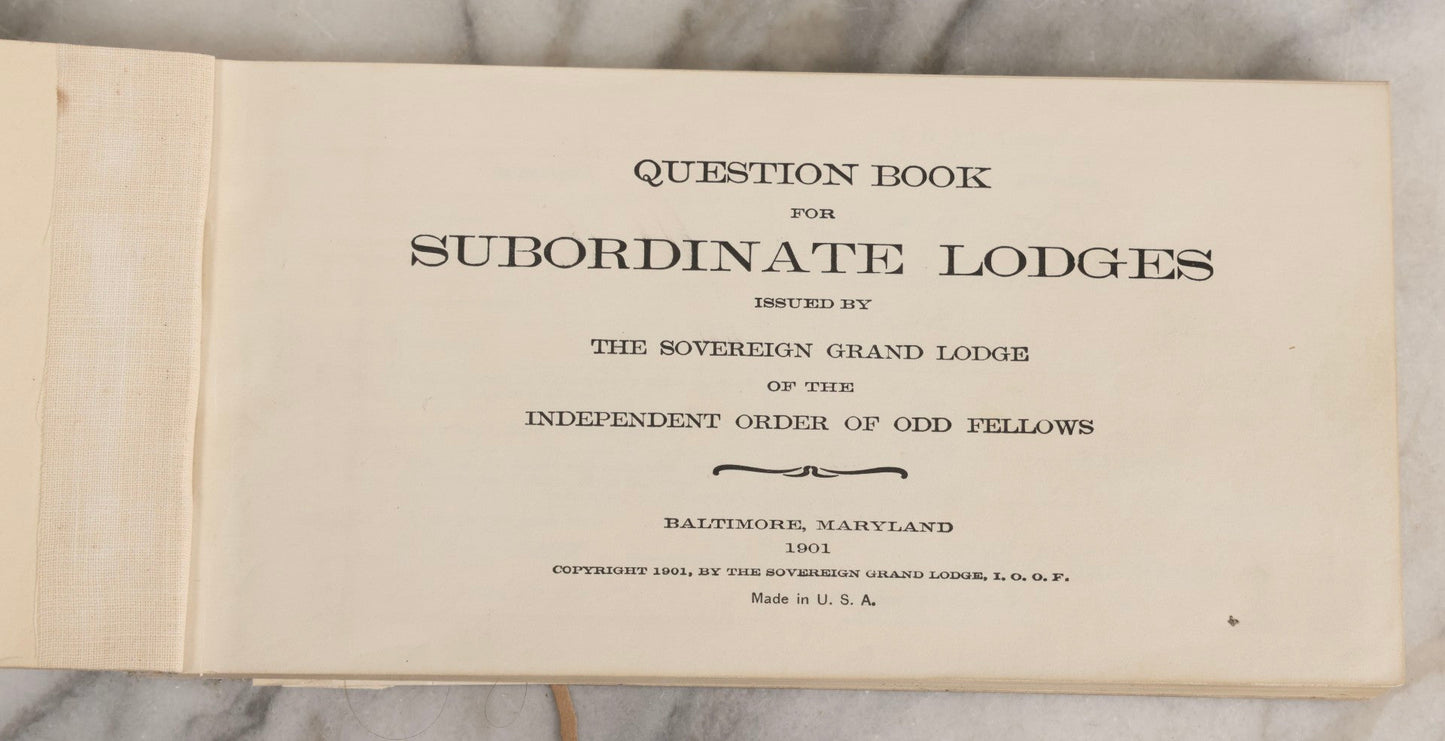 QUESTION BOOK
FOR
SUBORDINATE LODGES
ISSUED BY
THE SOVEREIGN GRAND LODGE
OF THE
INDEPENDENT ORDER OF ODD FELLOWS
BALTIMORE, MARYLAND
1901
COPYRIGHT 1901, BY THE SOVEREIGN GRAND LODGE, I. O. O. F.
Made in U. S. A.